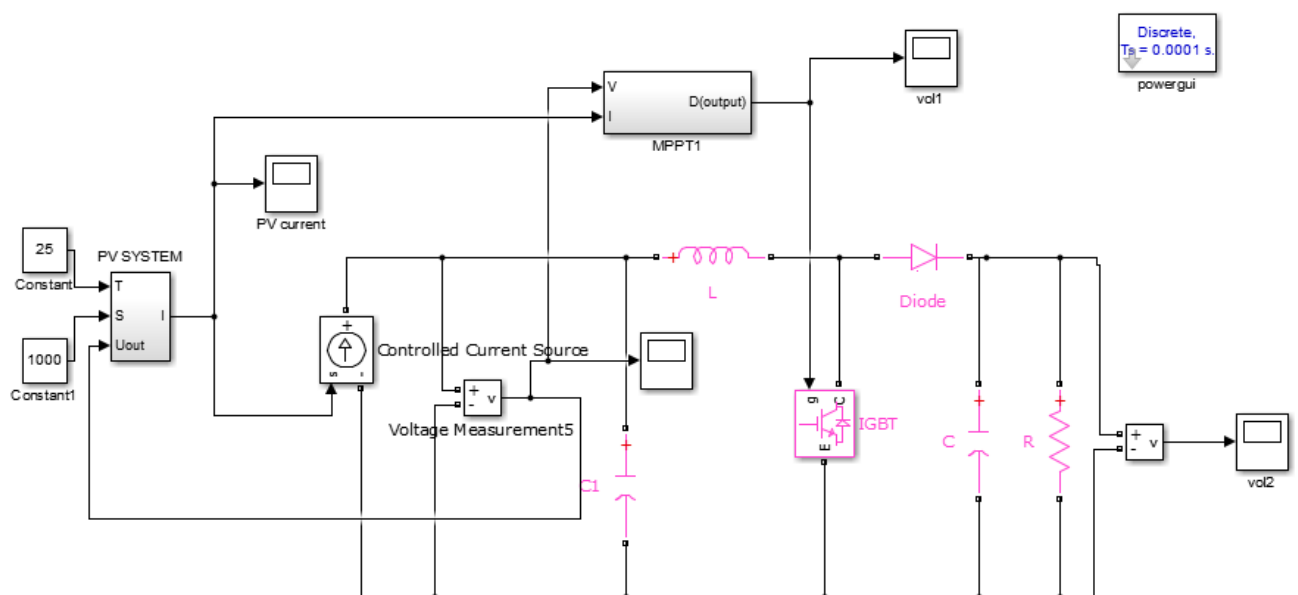 Discrete,
Ts = 0.0001 s.
powergui
vol1
V
I
D(output)
MPPT1
PV current
25
Constant
PV SYSTEM
T
S
I
Uout
1000
Constant1
+
s
-
Controlled Current Source
+
-
v
Voltage Measurement5
+
C1
+
L
Diode
g
C
E
IGBT
+
C
+
R
+
-
v
vol2